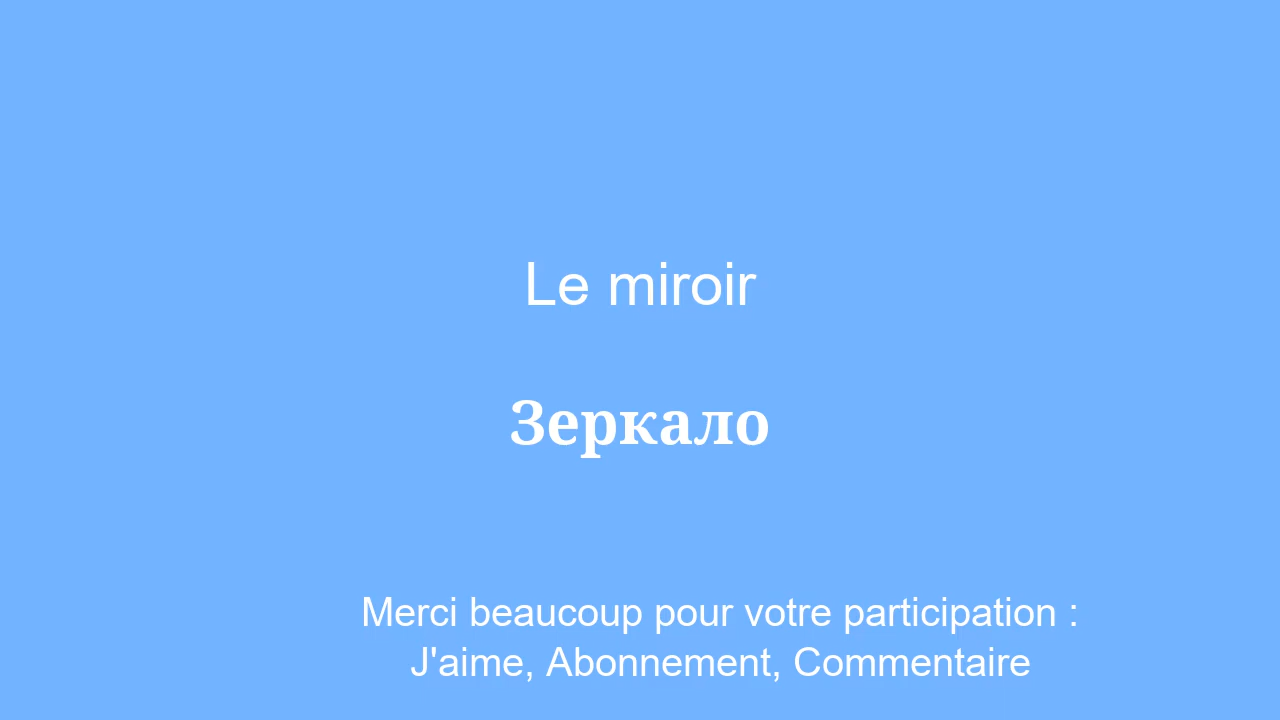 Le miroir
Зеркало
Merci beaucoup pour votre participation :
J'aime, Abonnement, Commentaire